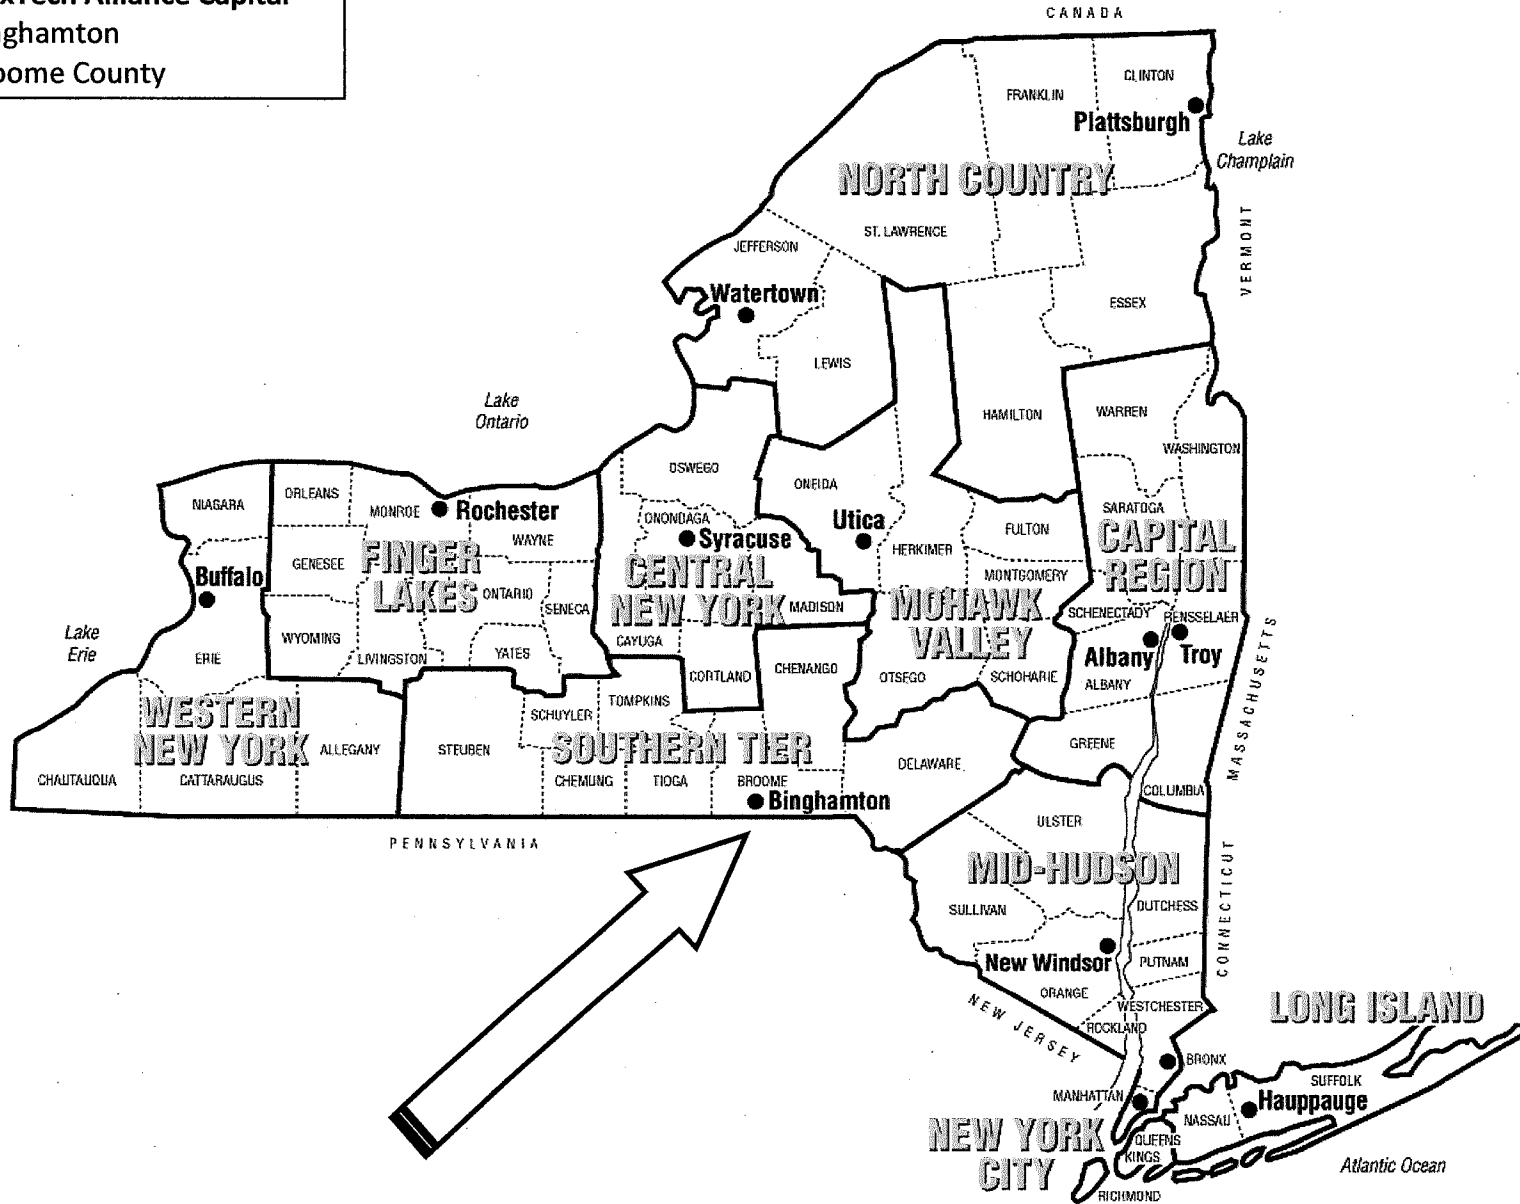 Alliance Capital
CANADA
CLINTON
FRANKLIN
Plattsburgh
Lake
Champlain
NORTH COUNTRY
VERMONT
ST. LAWRENCE
JEFFERSON
Watertown
ESSEX
LEWIS
Lake
Ontario
HAMILTON
WARREN
WASHINGTON
OSWEGO
ONEIDA
NIAGARA
ORLEANS
MONROE
Rochester
SARATOGA
ONONDAGA
Syracuse
Utica
FULTON
CAPITAL
REGION
WAYNE
HERKIMER
GENESEE
FINGER
LAKES
CENTRAL
NEW YORK
MONTGOMERY
Buffalo
ONTARIO
SENECA
MADISON
MOHAWK
VALLEY
SCHENECTADY
RENSSELAER
Lake
Erie
WYOMING
CAYUGA
Albany
Troy
MASSACHUSETTS
ERIE
LIVINGSTON
YATES
CORTLAND
CHENANGO
OTSEGO
SCHOHARIE
ALBANY
TOMPKINS
SCHUYLER
WESTERN
NEW YORK
ALLEGANY
STEUBEN
SOUTHERN TIER
GREENE
DELAWARE
CHAUTAUQUA
CATTARAUGUS
CHEMUNG
TIOGA
BROOME
COLUMBIA
Binghamton
ULSTER
PENNSYLVANIA
MID-HUDSON
CONNECTICUT
SULLIVAN
DUTCHESS
New Windsor
PUTNAM
ORANGE
NEW JERSEY
WESTCHESTER
ROCKLAND
LONG ISLAND
BRONX
SUFFOLK
MANHATTAN
Hauppauge
NASSAU
NEW YORK
CITY
QUEENS
KINGS
Atlantic Ocean
RICHMOND
County